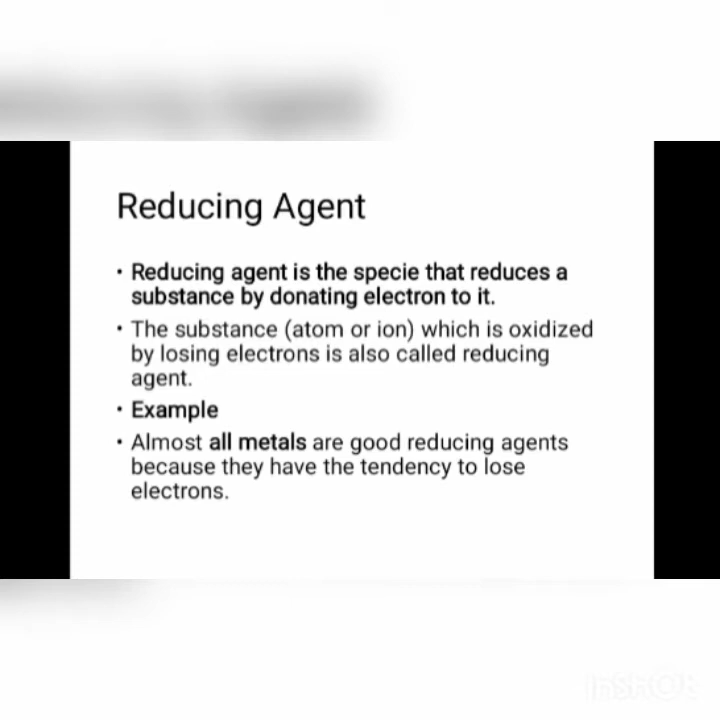 Reducing Agent
• Reducing agent is the specie that reduces a
substance by donating electron to it.
• The substance (atom or ion) which is oxidized
by losing electrons is also called reducing
agent.
• Example
• Almost all metals are good reducing agents
because they have the tendency to lose
electrons.